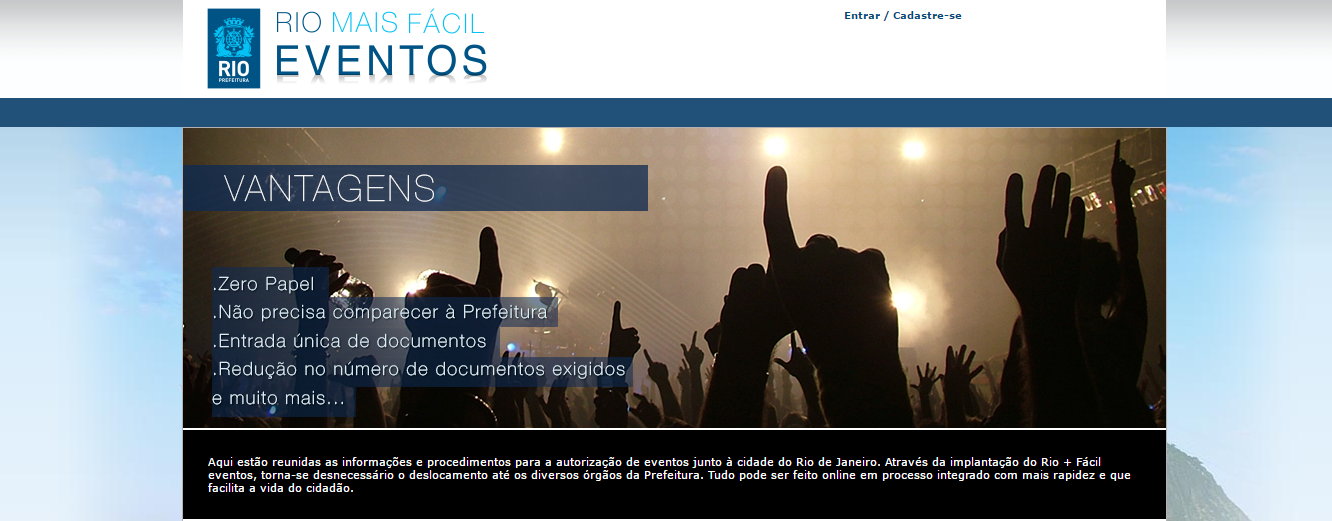 RIO MAIS FÁCIL
EVENTOS
RIO
PREFEITURA
Entrar / Cadastre-se
VANTAGENS
.Zero Papel
.Não precisa comparecer à Prefeitura
.Entrada única de documentos
.Redução no número de documentos exigidos
e muito mais...
Aqui estão reunidas as informações e procedimentos para a autorização de eventos junto à cidade do Rio de Janeiro. Através da implantação do Rio + Fácil
eventos, torna-se desnecessário o deslocamento até os diversos órgãos da Prefeitura. Tudo pode ser feito online em processo integrado com mais rapidez e que
facilita a vida do cidadão.